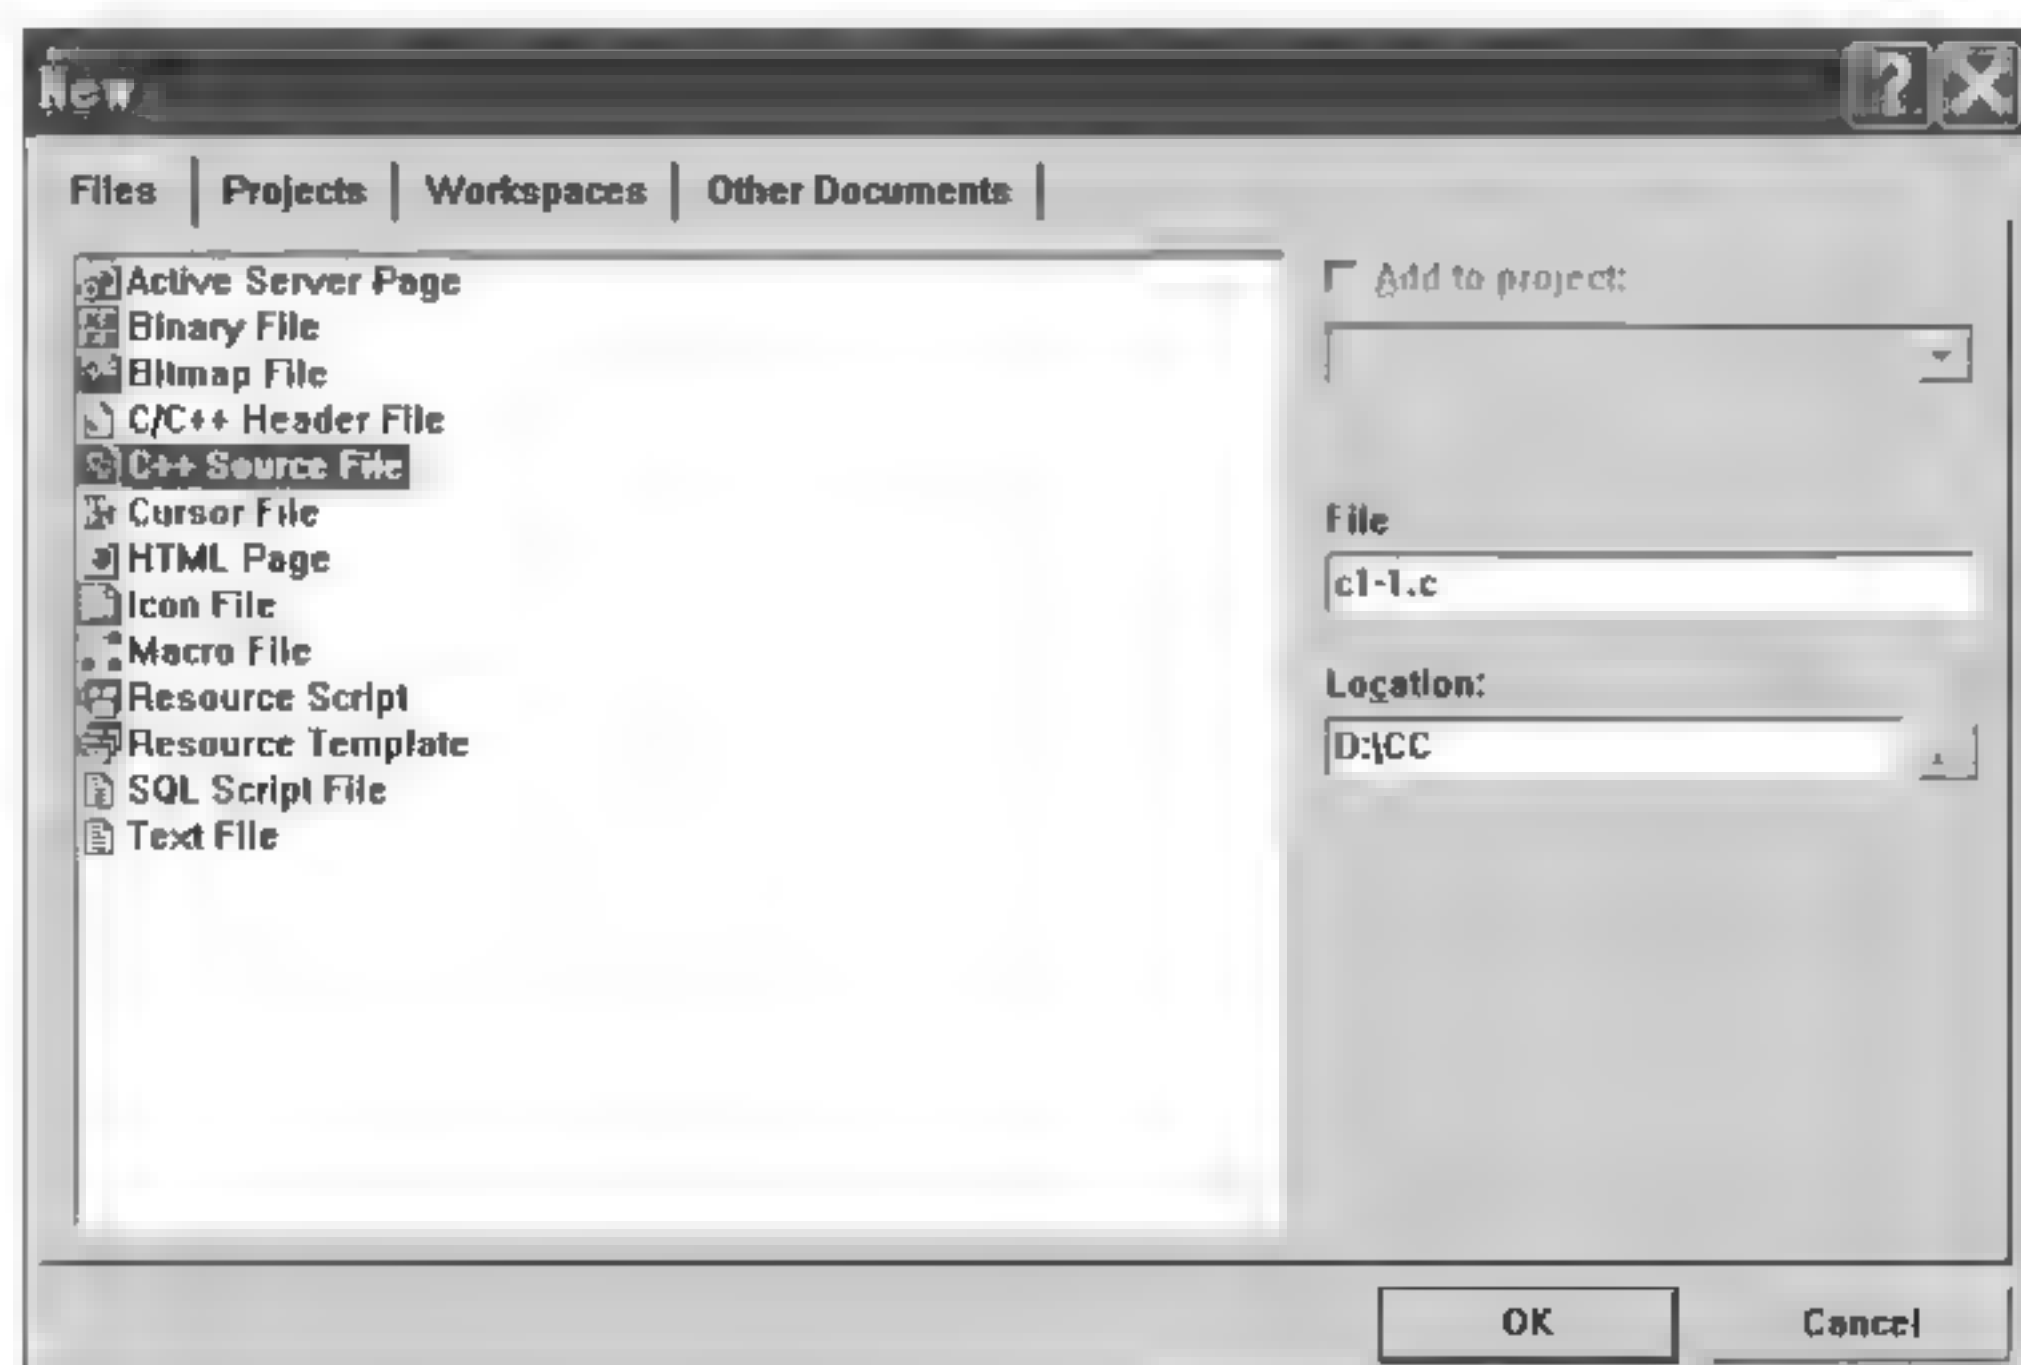 New
Files
Projects
Workspaces
Other Documents
Active Server Page
Binary File
Bitmap File
C/C++ Header File
C++ Source File
Cursor File
HTML Page
Icon File
Macro File
Resource Script
Resource Template
SQL Script File
Text File
Add to project:
File
c1-1.c
Location:
D:\CC
OK
Cancel